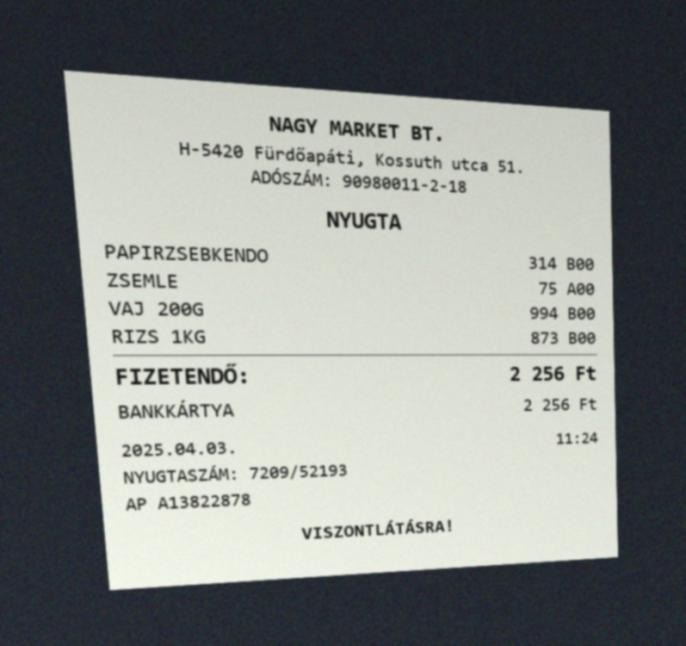 NAGY MARKET BT.
H-5420 Fürdőapáti, Kossuth utca 51.
ADÓSZÁM: 90980011-2-18
NYUGTA
PAPIRZSEBKENDO 314 B00
ZSEMLE 75 A00
VAJ 200G 994 B00
RIZS 1KG 873 B00
FIZETENDŐ: 2 256 Ft
BANKKÁRTYA 2 256 Ft
2025.04.03. 11:24
NYUGTASZÁM: 7209/52193
AP A13822878
VISZONTLÁTÁSRA!